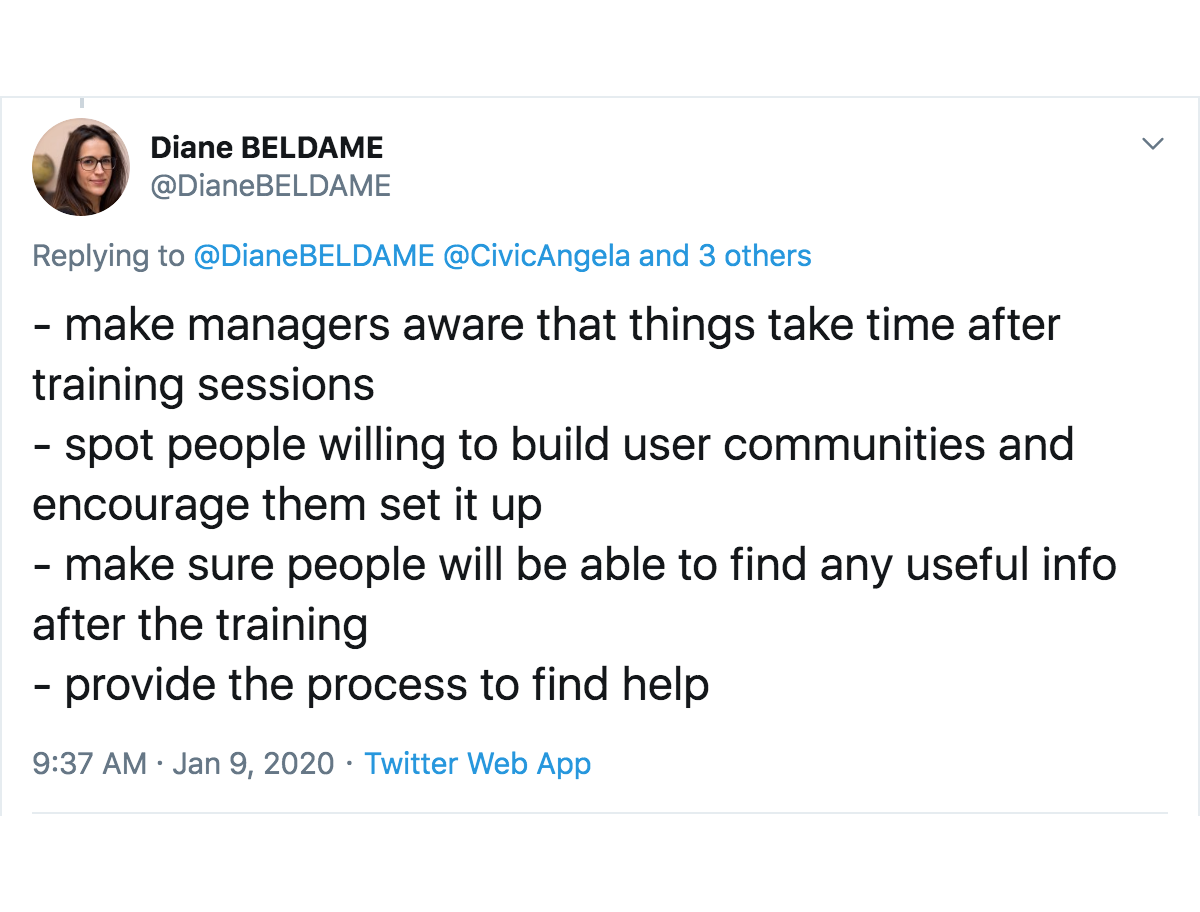 Diane BELDAME
@DianeBELDAME
Replying to @DianeBELDAME @CivicAngela and 3 others
- make managers aware that things take time after
training sessions
- spot people willing to build user communities and
encourage them set it up
- make sure people will be able to find any useful info
after the training
- provide the process to find help
9:37 AM · Jan 9, 2020 · Twitter Web App